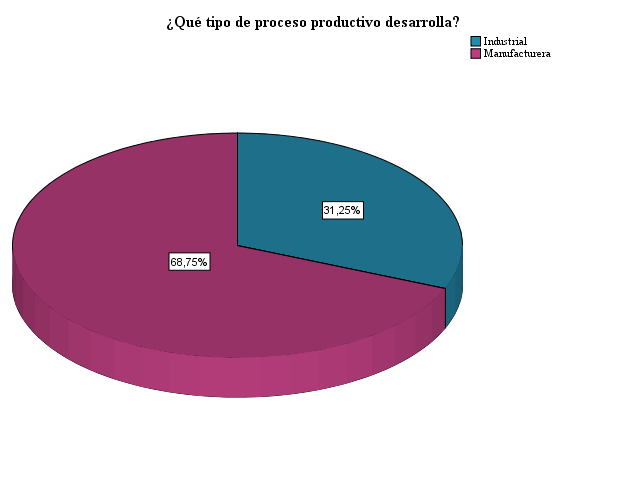 ¿Qué tipo de proceso productivo desarrolla?
Industrial
Manufacturera
31,25%
68,75%